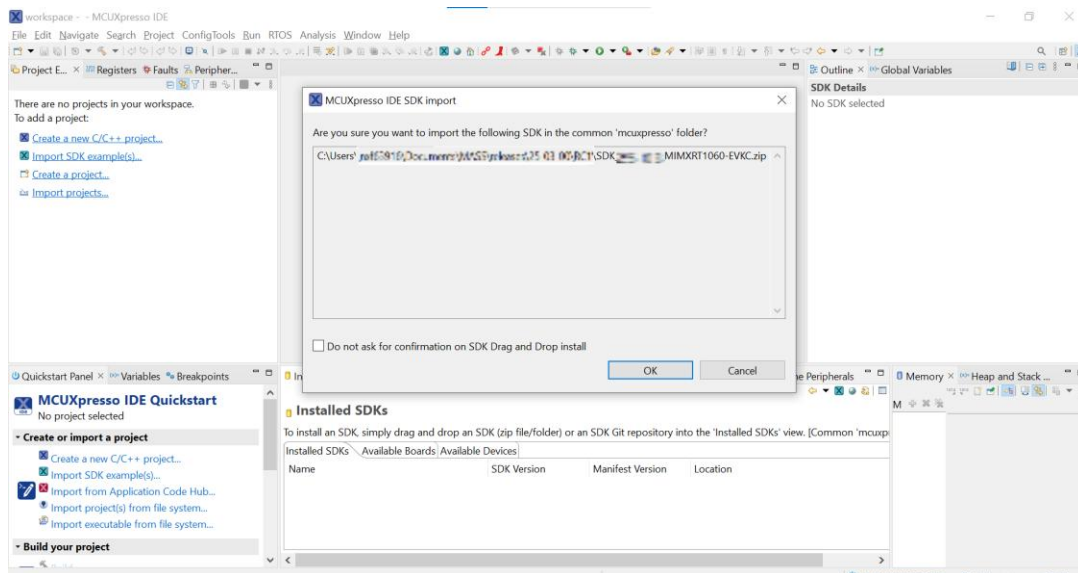 workspace - - MCUXpresso IDE
File Edit Navigate Search Project ConfigTools Run RTOS Analysis Window Help
Project E... Registers Faults Peripher...
There are no projects in your workspace.
To add a project:
Create a new C/C++ project...
Import SDK example(s)...
Create a project...
Import projects...
MCUXpresso IDE SDK import
Are you sure you want to import the following SDK in the common 'mcuxpresso' folder?
C:\Users\ \SDK MIMXRT1060-EVKC.zip
Do not ask for confirmation on SDK Drag and Drop install
OK Cancel
Outline Global Variables
SDK Details
No SDK selected
Quickstart Panel Variables Breakpoints
MCUXpresso IDE Quickstart
No project selected
Create or import a project
Create a new C/C++ project...
Import SDK example(s)...
Import from Application Code Hub...
Import project(s) from file system...
Import executable from file system...
Build your project
In
Installed SDKs
To install an SDK, simply drag and drop an SDK (zip file/folder) or an SDK Git repository into the 'Installed SDKs' view. [Common 'mcuxp
Installed SDKs Available Boards Available Devices
Name SDK Version Manifest Version Location
e Peripherals
Memory Heap and Stack ...
M